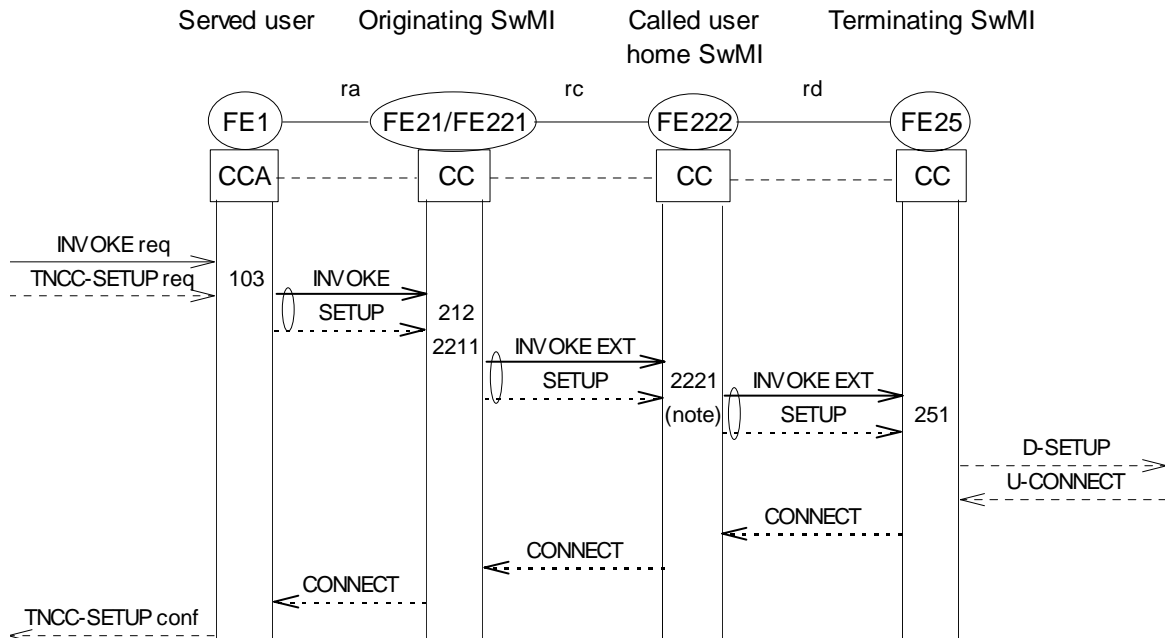 Served user
Originating SwMI
Called user
home SwMI
Terminating SwMI
ra
rc
rd
FE1
FE21/FE221
FE222
FE25
CCA
CC
CC
CC
INVOKE req
TNCC-SETUP req
103
INVOKE
SETUP
212
2211
INVOKE EXT
SETUP
2221
(note)
INVOKE EXT
SETUP
251
D-SETUP
U-CONNECT
CONNECT
CONNECT
CONNECT
TNCC-SETUP conf